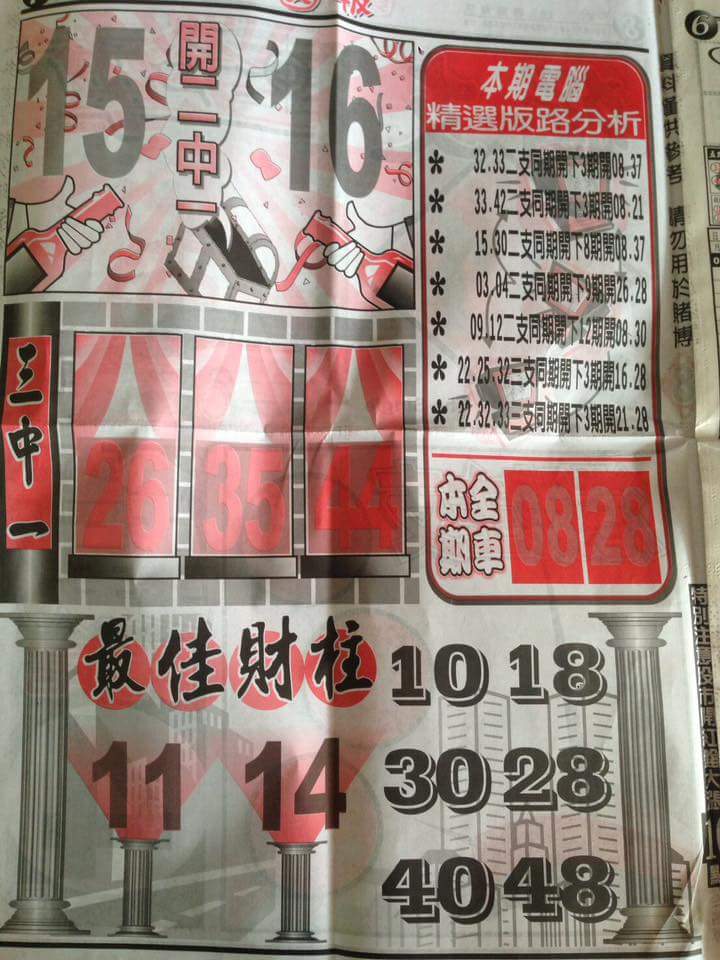 報
15
開二中一
16
本期電腦
精選版路分析
* 32.33二支同期開下3期開08.37
* 33.42二支同期開下3期開08.21
* 15.30二支同期開下8期開08.37
* 03.04二支同期開下9期開26.28
* 09.12二支同期開下12期開08.30
* 22.25.32三支同期開下3期開16.28
* 22.32.33三支同期開下3期開21.28
本期
全車
08 28
三中一
26 35 44
最佳財柱
11 14
10 18
30 28
40 48
6
資料僅供參考 請勿用於賭博